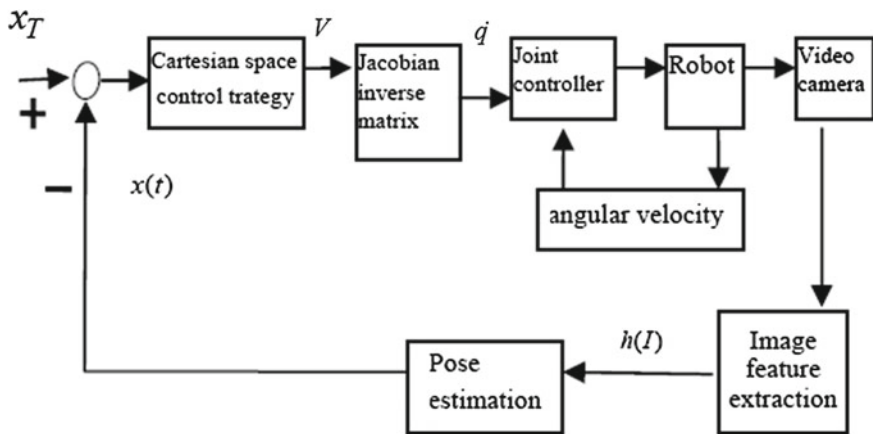 x_T
V
q̇
Cartesian space
control trategy
Jacobian
inverse
matrix
Joint
controller
Robot
Video
camera
+
−
x(t)
angular velocity
h(I)
Pose
estimation
Image
feature
extraction